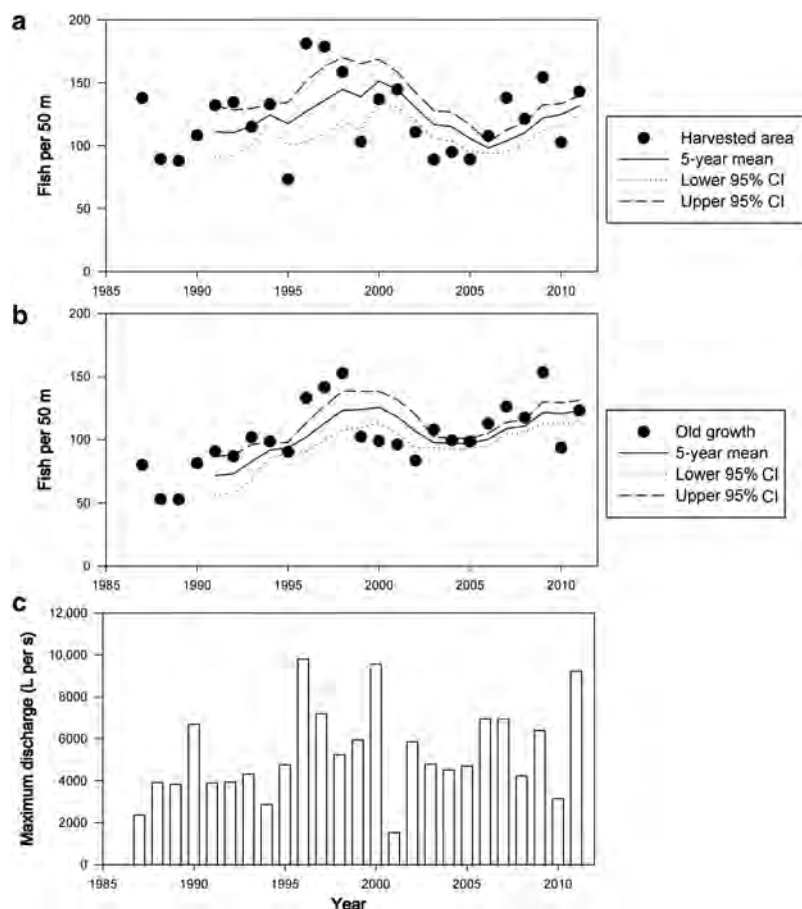 a
200
150
100
50
0
Fish per 50 m
1985 1990 1995 2000 2005 2010
Harvested area
5-year mean
Lower 95% CI
Upper 95% CI
b
200
150
100
50
0
Fish per 50 m
1985 1990 1995 2000 2005 2010
Old growth
5-year mean
Lower 95% CI
Upper 95% CI
c
12,000
10,000
8000
6000
4000
2000
0
Maximum discharge (L per s)
1985 1990 1995 2000 2005 2010
Year